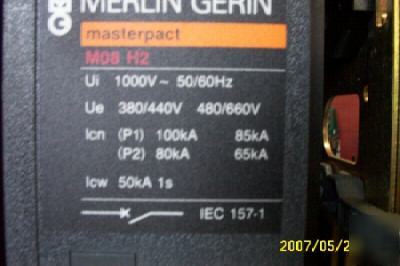 MERLIN GERIN
masterpact
M08 H2
Ui 1000V~ 50/60Hz
Ue 380/440V 480/660V
Icn (P1) 100kA 85kA
(P2) 80kA 65kA
Icw 50kA 1s
IEC 157-1
2007/05/2